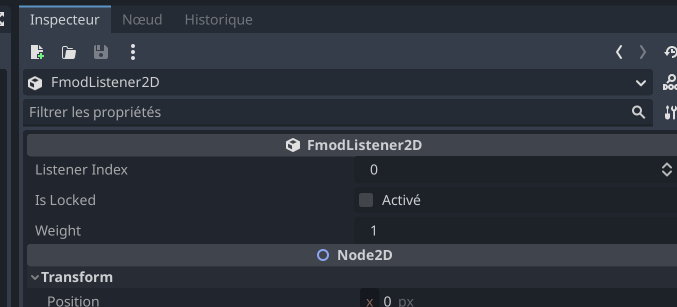 Inspecteur Nœud Historique
FmodListener2D
Filtrer les propriétés
FmodListener2D
Listener Index 0
Is Locked Activé
Weight 1
Node2D
Transform
Position x 0 px